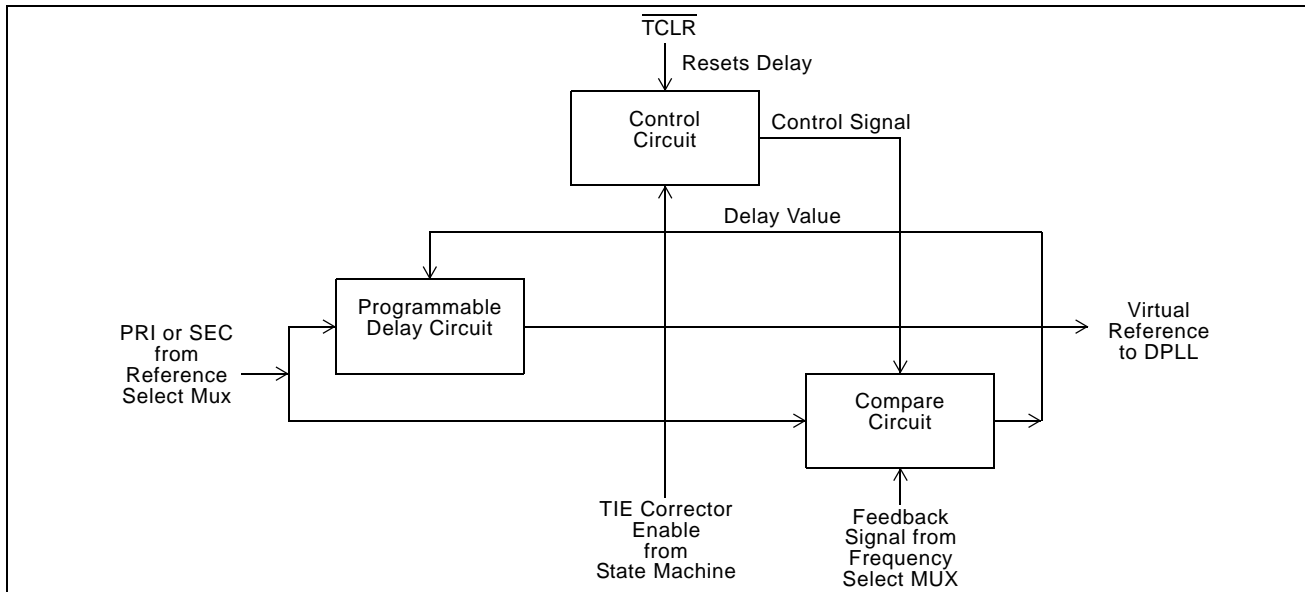 TCLR
Resets Delay
Control
Circuit
Control Signal
Delay Value
Programmable
Delay Circuit
PRI or SEC
from
Reference
Select Mux
Virtual
Reference
to DPLL
Compare
Circuit
TIE Corrector
Enable
from
State Machine
Feedback
Signal from
Frequency
Select MUX